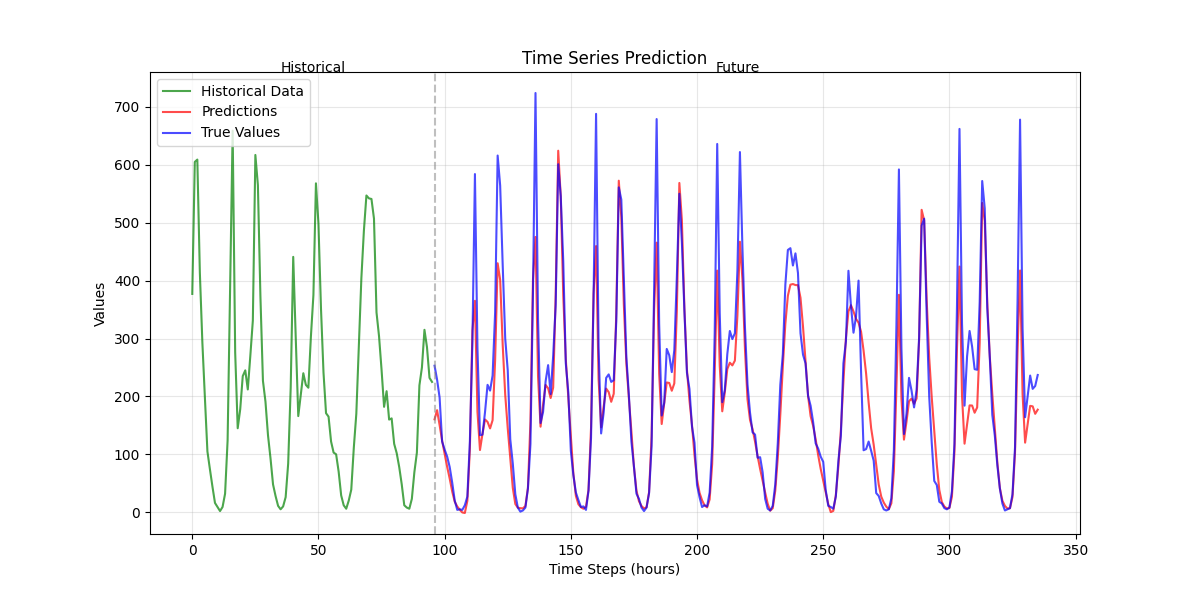 Time Series Prediction
Historical
Future
Historical Data
Predictions
True Values
Values
700
600
500
400
300
200
100
0
0
50
100
150
200
250
300
350
Time Steps (hours)